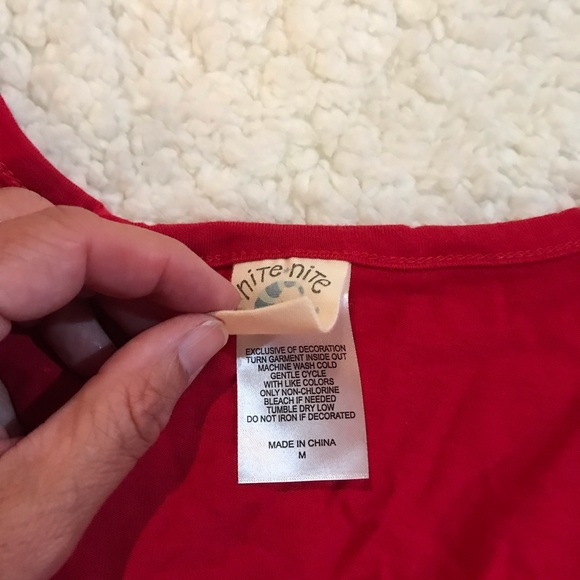 niTe niTe
EXCLUSIVE OF DECORATION
TURN GARMENT INSIDE OUT
MACHINE WASH COLD
GENTLE CYCLE
WITH LIKE COLORS
ONLY NON-CHLORINE
BLEACH IF NEEDED
TUMBLE DRY LOW
DO NOT IRON IF DECORATED
MADE IN CHINA
M